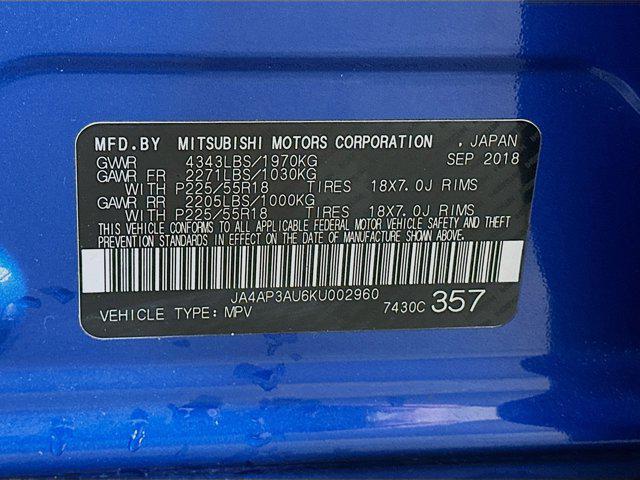 MFD.BY MITSUBISHI MOTORS CORPORATION , JAPAN
GVWR 4343LBS/1970KG SEP 2018
GAWR FR 2271LBS/1030KG
WITH P225/55R18 TIRES 18X7.0J RIMS
GAWR RR 2205LBS/1000KG
WITH P225/55R18 TIRES 18X7.0J RIMS
THIS VEHICLE CONFORMS TO ALL APPLICABLE FEDERAL MOTOR VEHICLE SAFETY AND THEFT
PREVENTION STANDARDS IN EFFECT ON THE DATE OF MANUFACTURE SHOWN ABOVE.
JA4AP3AU6KU002960
VEHICLE TYPE: MPV 7430C 357